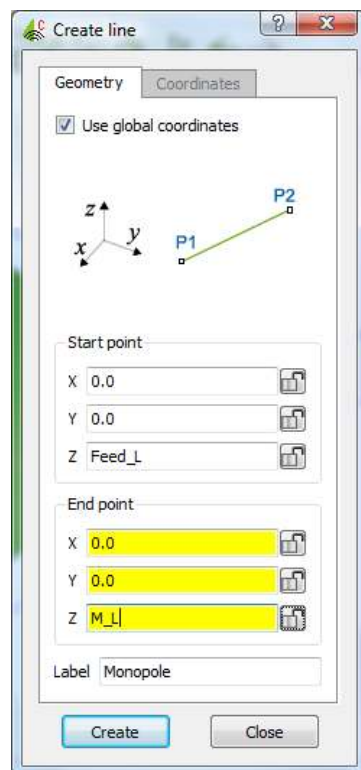 Create line
Geometry
Coordinates
Use global coordinates
z
y
x
P1
P2
Start point
X 0.0
Y 0.0
Z Feed_L
End point
X 0.0
Y 0.0
Z M_L
Label Monopole
Create
Close